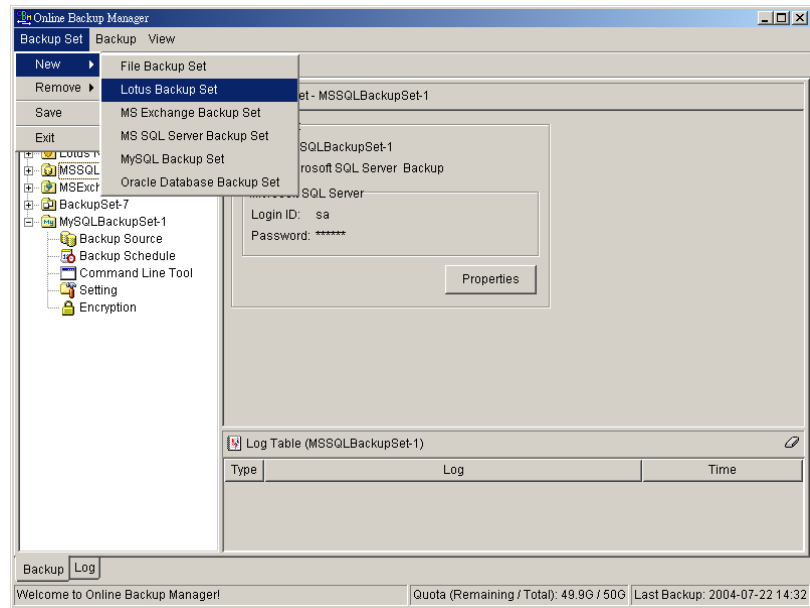 Online Backup Manager
Backup Set Backup View
New
Remove
Save
Exit
File Backup Set
Lotus Backup Set
MS Exchange Backup Set
MS SQL Server Backup Set
MySQL Backup Set
Oracle Database Backup Set
MSSQL
MSExch
BackupSet-7
MySQLBackupSet-1
Backup Source
Backup Schedule
Command Line Tool
Setting
Encryption
et - MSSQLBackupSet-1
SQLBackupSet-1
rosoft SQL Server Backup
SQL Server
Login ID: sa
Password: ******
Properties
Log Table (MSSQLBackupSet-1)
Type Log Time
Backup Log
Welcome to Online Backup Manager! Quota (Remaining / Total): 49.9G / 50G Last Backup: 2004-07-22 14:32